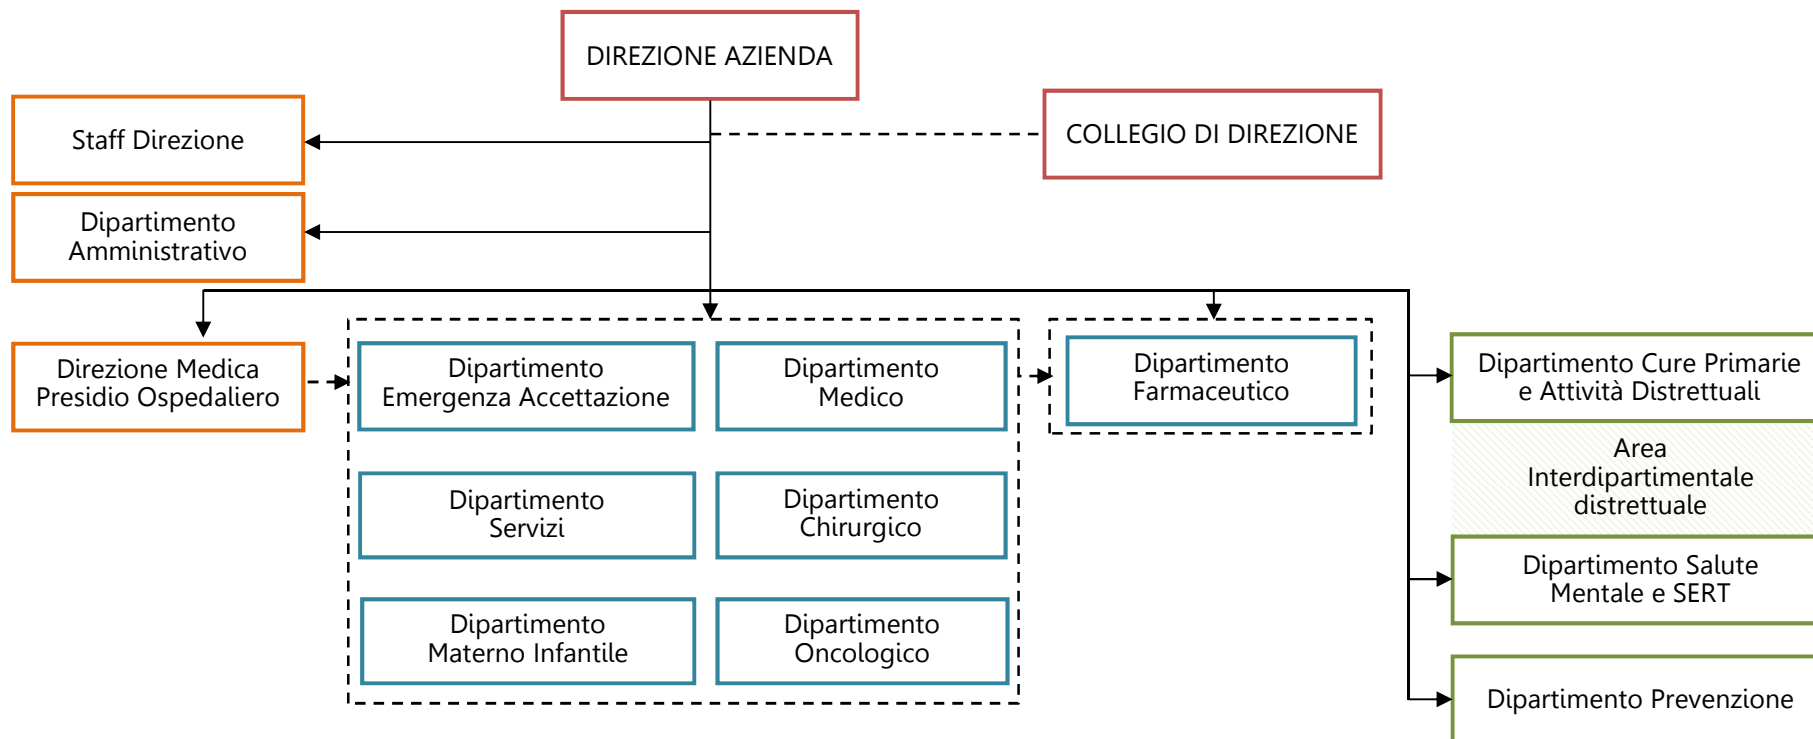 DIREZIONE AZIENDA
COLLEGIO DI DIREZIONE
Staff Direzione
Dipartimento
Amministrativo
Direzione Medica
Presidio Ospedaliero
Dipartimento
Emergenza Accettazione
Dipartimento
Medico
Dipartimento
Farmaceutico
Dipartimento Cure Primarie
e Attività Distrettuali
Area
Interdipartimentale
distrettuale
Dipartimento
Servizi
Dipartimento
Chirurgico
Dipartimento Salute
Mentale e SERT
Dipartimento
Materno Infantile
Dipartimento
Oncologico
Dipartimento Prevenzione